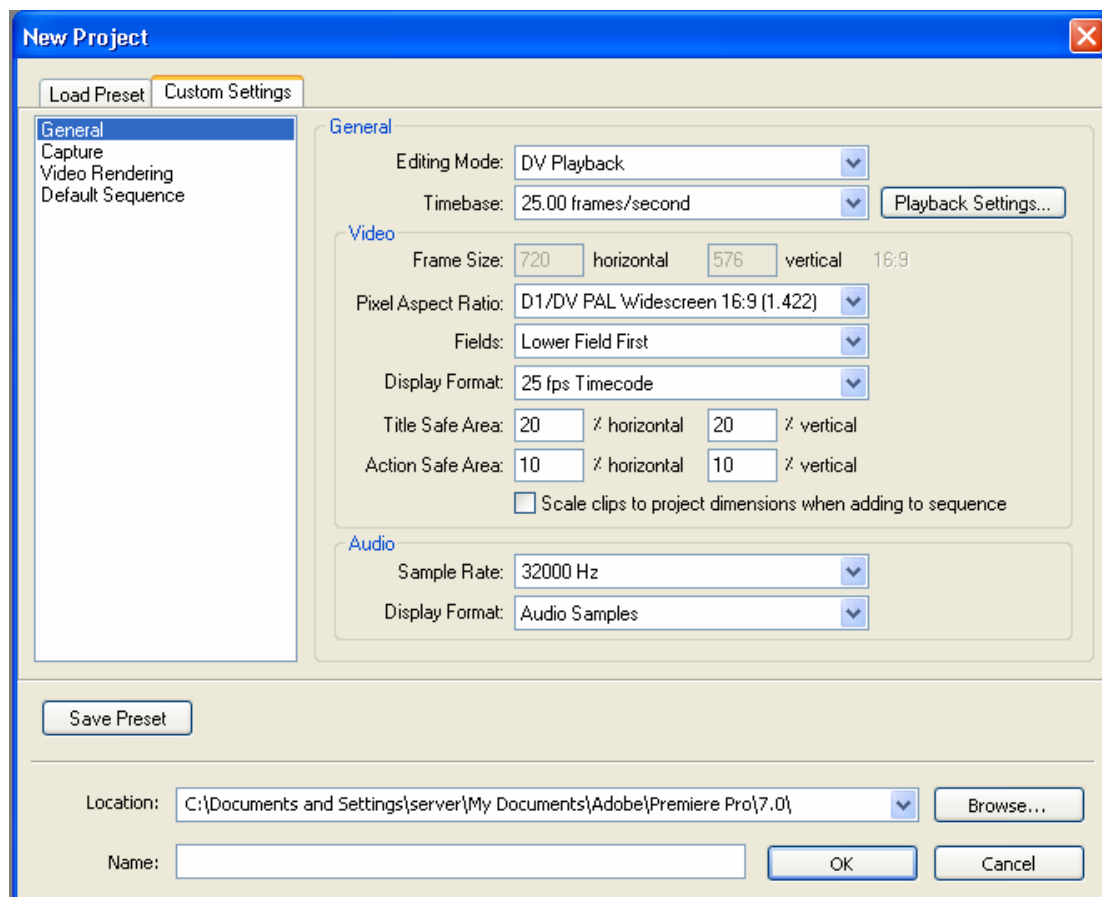 New Project
Load Preset Custom Settings
General
Capture
Video Rendering
Default Sequence
General
Editing Mode: DV Playback
Timebase: 25.00 frames/second Playback Settings...
Video
Frame Size: 720 horizontal 576 vertical 16:9
Pixel Aspect Ratio: D1/DV PAL Widescreen 16:9 (1.422)
Fields: Lower Field First
Display Format: 25 fps Timecode
Title Safe Area: 20 % horizontal 20 % vertical
Action Safe Area: 10 % horizontal 10 % vertical
Scale clips to project dimensions when adding to sequence
Audio
Sample Rate: 32000 Hz
Display Format: Audio Samples
Save Preset
Location: C:\Documents and Settings\server\My Documents\Adobe\Premiere Pro\7.0\ Browse...
Name: OK Cancel